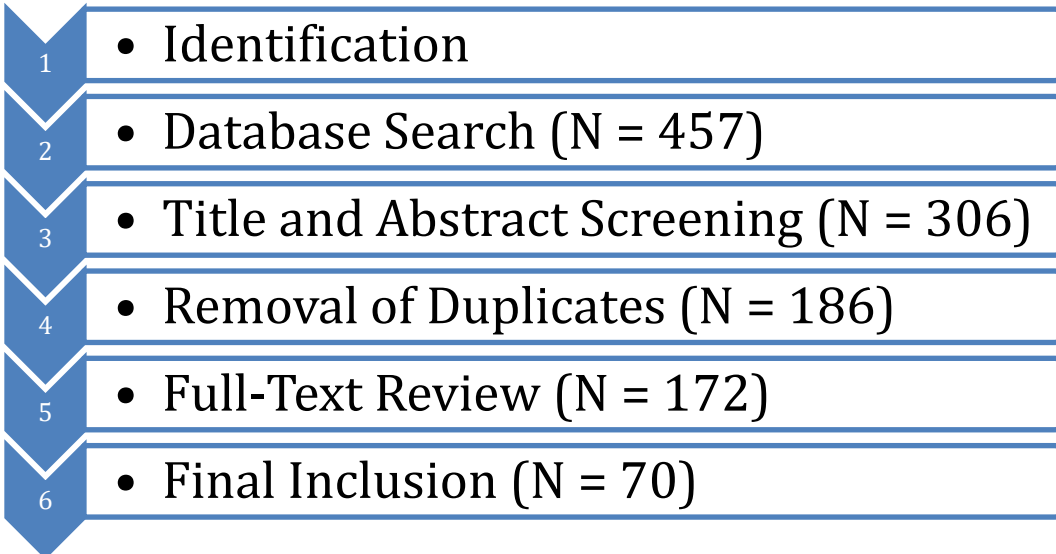 1
• Identification
2
• Database Search (N = 457)
3
• Title and Abstract Screening (N = 306)
4
• Removal of Duplicates (N = 186)
5
• Full-Text Review (N = 172)
6
• Final Inclusion (N = 70)